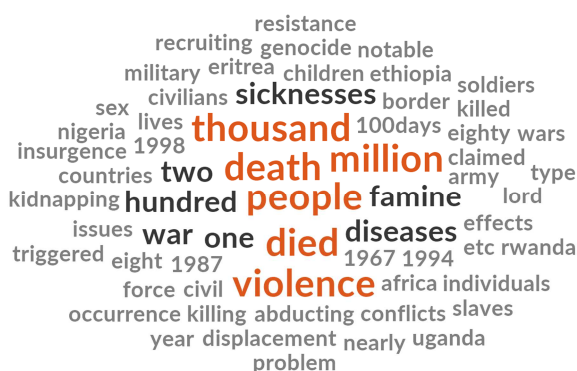 resistance
recruiting genocide notable
military eritrea children ethiopia soldiers
sex civilians sicknesses border killed
nigeria lives thousand 100days eighty wars
insurgence 1998 million claimed
countries two death army type
kidnapping hundred people famine lord
issues war one died diseases effects
triggered eight 1987 1967 1994 etc rwanda
force civil violence africa individuals
occurrence killing abducting conflicts slaves
year displacement nearly uganda
problem